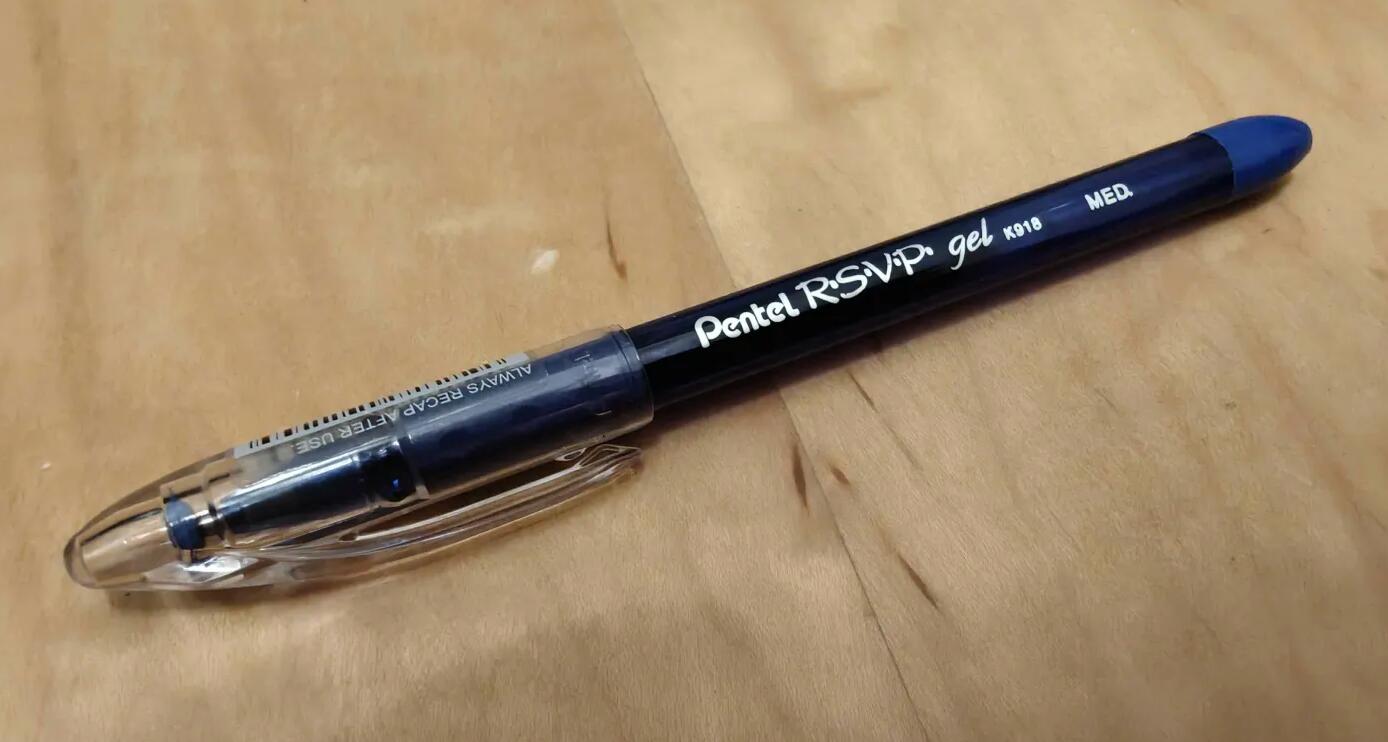 Pentel R·S·V·P· gel K918 MED.
ALWAYS RECAP AFTER USE.